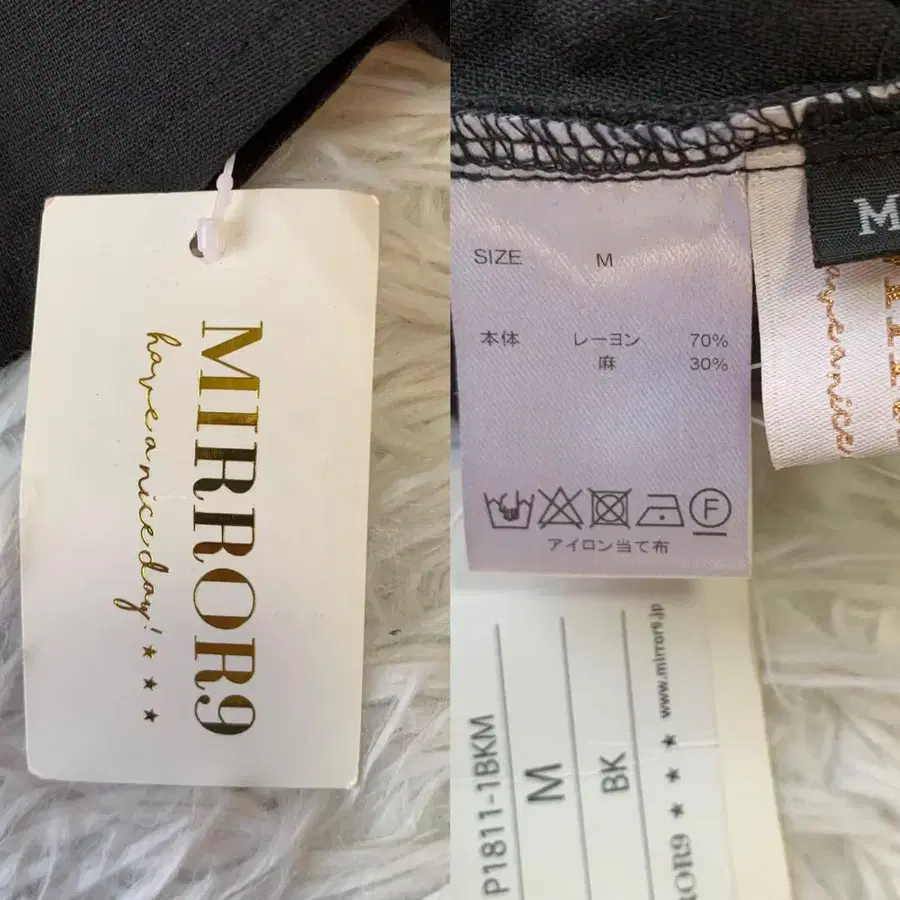 MIRROR9
have a nice day! ★ ★ ★
SIZE M
本体 レーヨン 70%
麻 30%
F
アイロン当て布
M
P1811-1BKM
M
BK
★ ★ ★
www.mirror9.jp